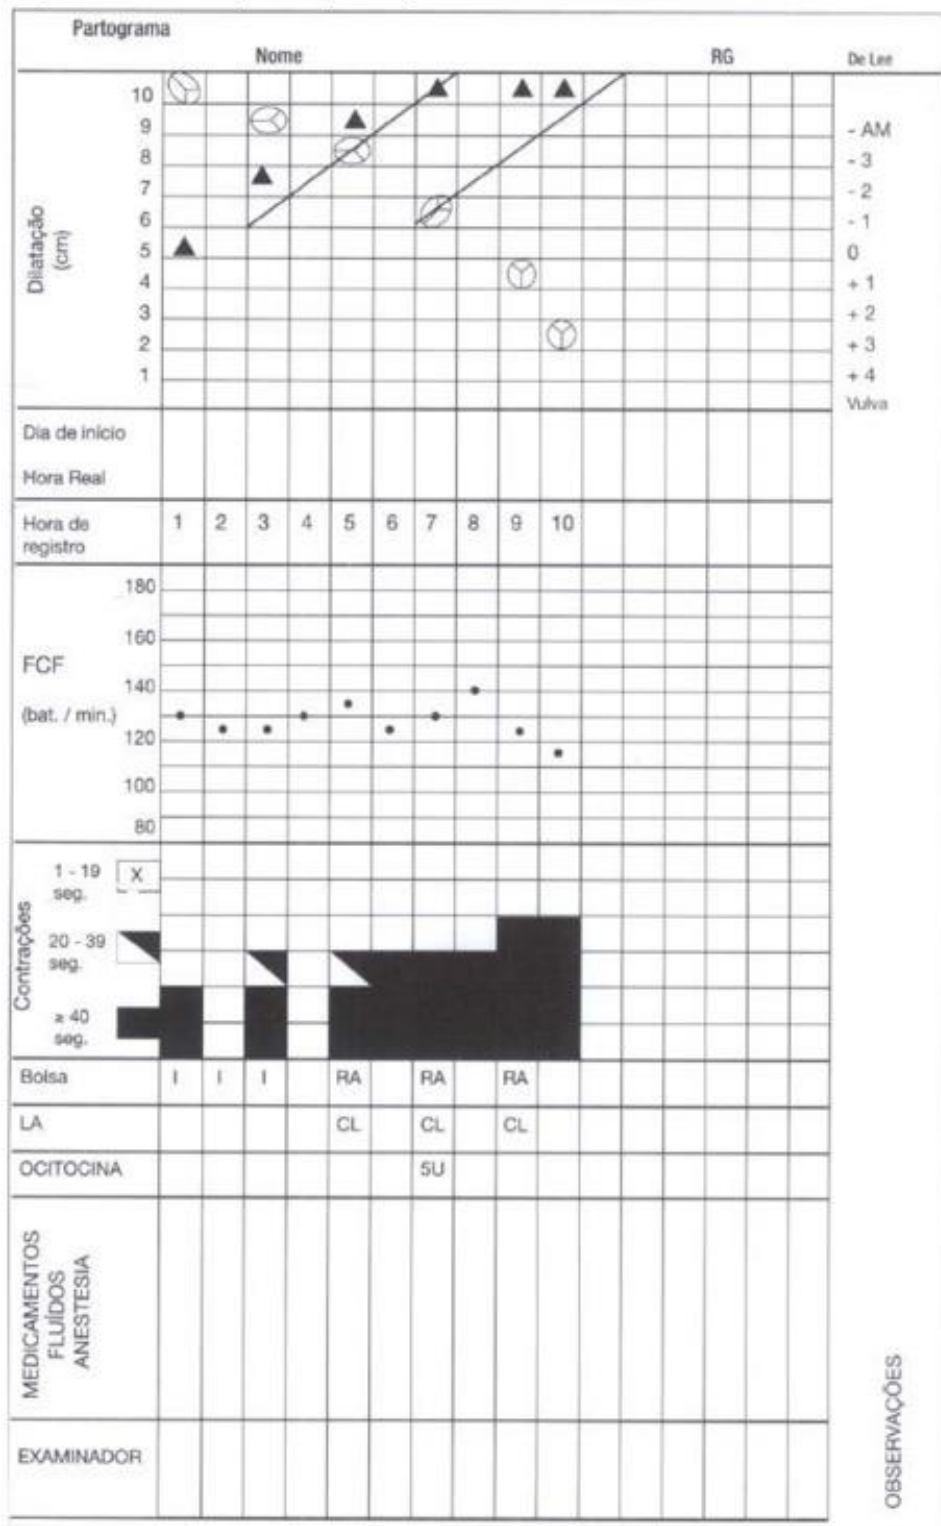 Partograma
Nome RG De Lee
10
9 - AM
8 - 3
7 - 2
6 - 1
5 0
4 + 1
3 + 2
2 + 3
1 + 4
Vulva
Dilatação
(cm)
Dia de início
Hora Real
Hora de
registro
1 2 3 4 5 6 7 8 9 10
180
160
FCF
140
(bat. / min.)
120
100
80
Contrações
1 - 19
seg.
X
20 - 39
seg.
≥ 40
seg.
Bolsa I I I RA RA RA
LA CL CL CL
OCITOCINA 5U
MEDICAMENTOS
FLUÍDOS
ANESTESIA
EXAMINADOR
OBSERVAÇÕES